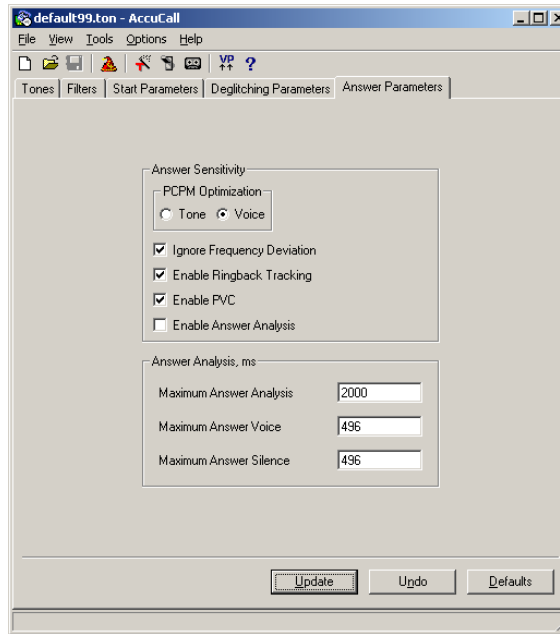 default99.ton - AccuCall
File View Tools Options Help
VP ?
Tones Filters Start Parameters Deglitching Parameters Answer Parameters
Answer Sensitivity
PCPM Optimization
Tone Voice
Ignore Frequency Deviation
Enable Ringback Tracking
Enable PVC
Enable Answer Analysis
Answer Analysis, ms
Maximum Answer Analysis 2000
Maximum Answer Voice 496
Maximum Answer Silence 496
Update Undo Defaults